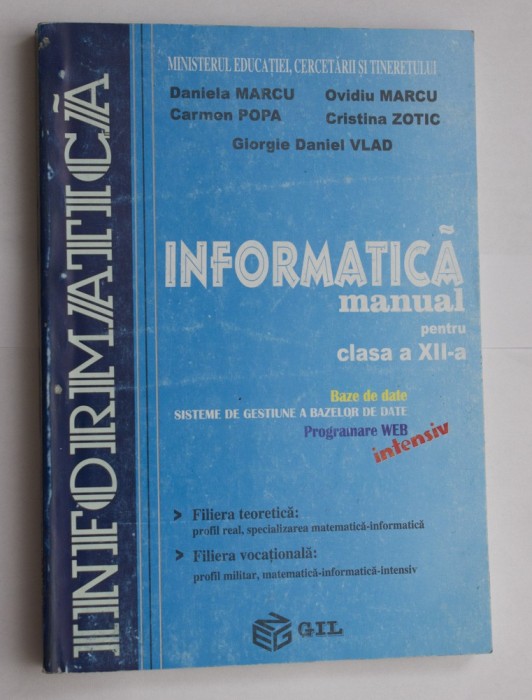 INFORMATICĂ
MINISTERUL EDUCAȚIEI, CERCETĂRII ȘI TINERETULUI
Daniela MARCU Ovidiu MARCU
Carmen POPA Cristina ZOTIC
Giorgie Daniel VLAD
INFORMATICĂ
manual
pentru
clasa a XII-a
Baze de date
SISTEME DE GESTIUNE A BAZELOR DE DATE
Programare WEB
intensiv
> Filiera teoretică:
profil real, specializarea matematică-informatică
> Filiera vocațională:
profil militar, matematică-informatică-intensiv
GIL